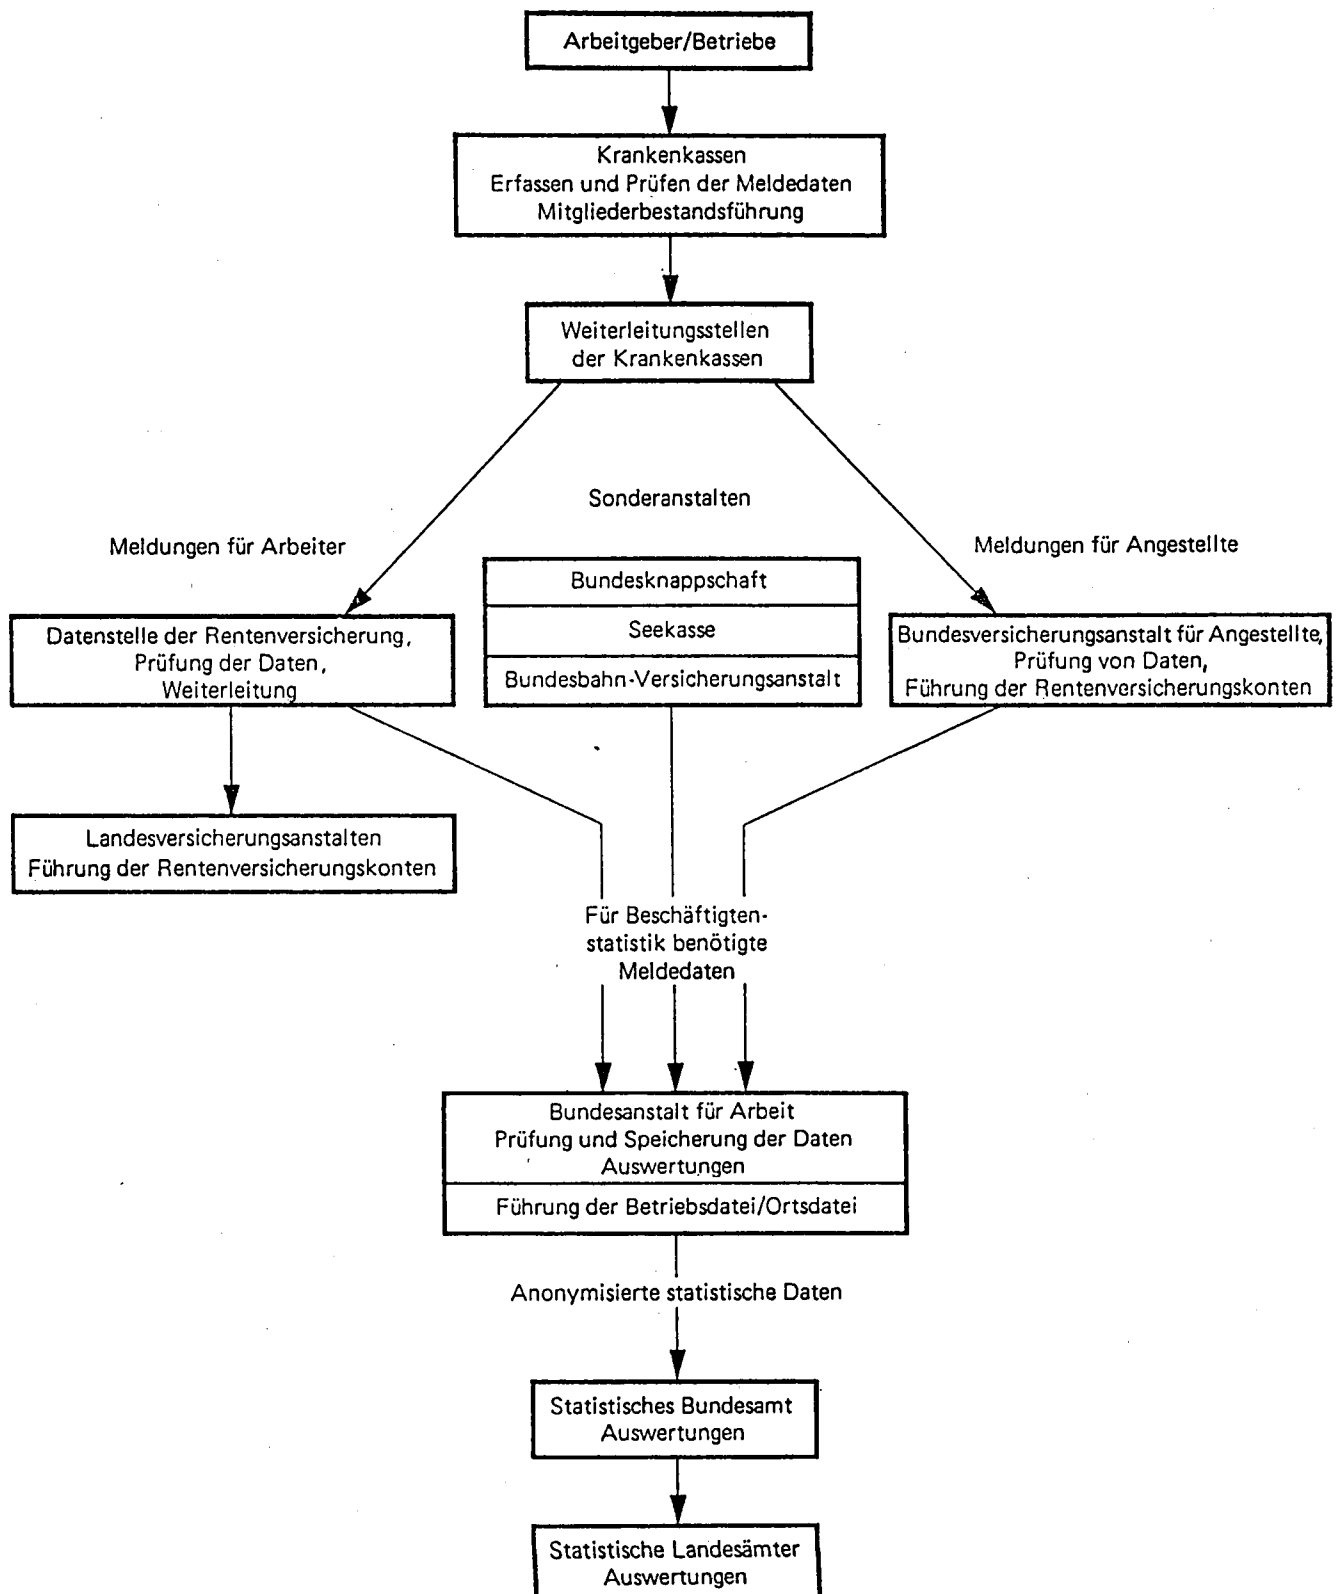 Arbeitgeber/Betriebe
Krankenkassen
Erfassen und Prüfen der Meldedaten
Mitgliederbestandsführung
Weiterleitungsstellen
der Krankenkassen
Sonderanstalten
Meldungen für Arbeiter
Meldungen für Angestellte
Bundesknappschaft
Seekasse
Bundesbahn-Versicherungsanstalt
Datenstelle der Rentenversicherung,
Prüfung der Daten,
Weiterleitung
Bundesversicherungsanstalt für Angestellte,
Prüfung von Daten,
Führung der Rentenversicherungskonten
Landesversicherungsanstalten
Führung der Rentenversicherungskonten
Für Beschäftigten-
statistik benötigte
Meldedaten
Bundesanstalt für Arbeit
Prüfung und Speicherung der Daten
Auswertungen
Führung der Betriebsdatei/Ortsdatei
Anonymisierte statistische Daten
Statistisches Bundesamt
Auswertungen
Statistische Landesämter
Auswertungen